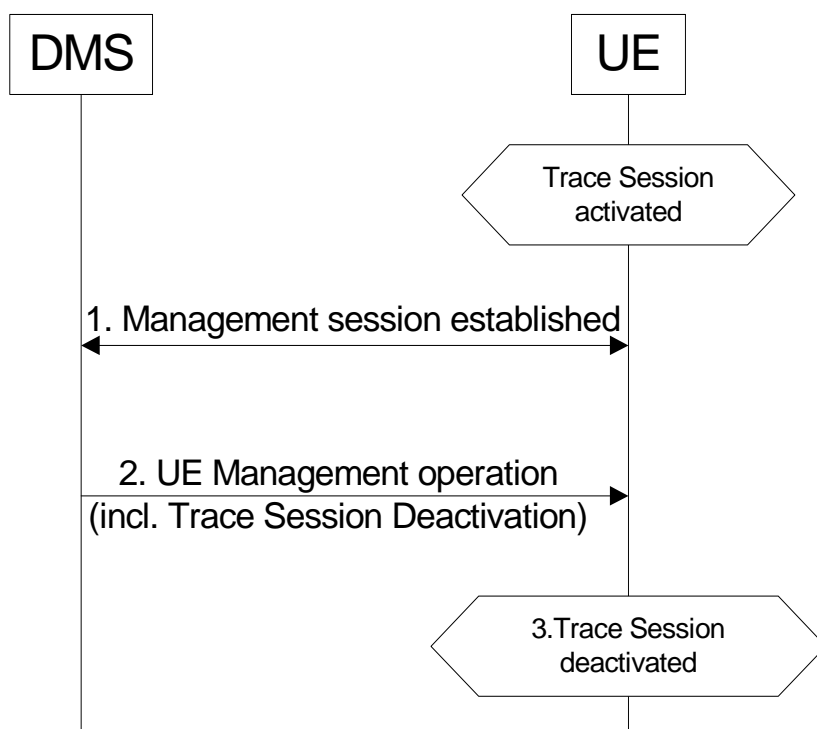 DMS
UE
Trace Session
activated
1. Management session established
2. UE Management operation
(incl. Trace Session Deactivation)
3.Trace Session
deactivated